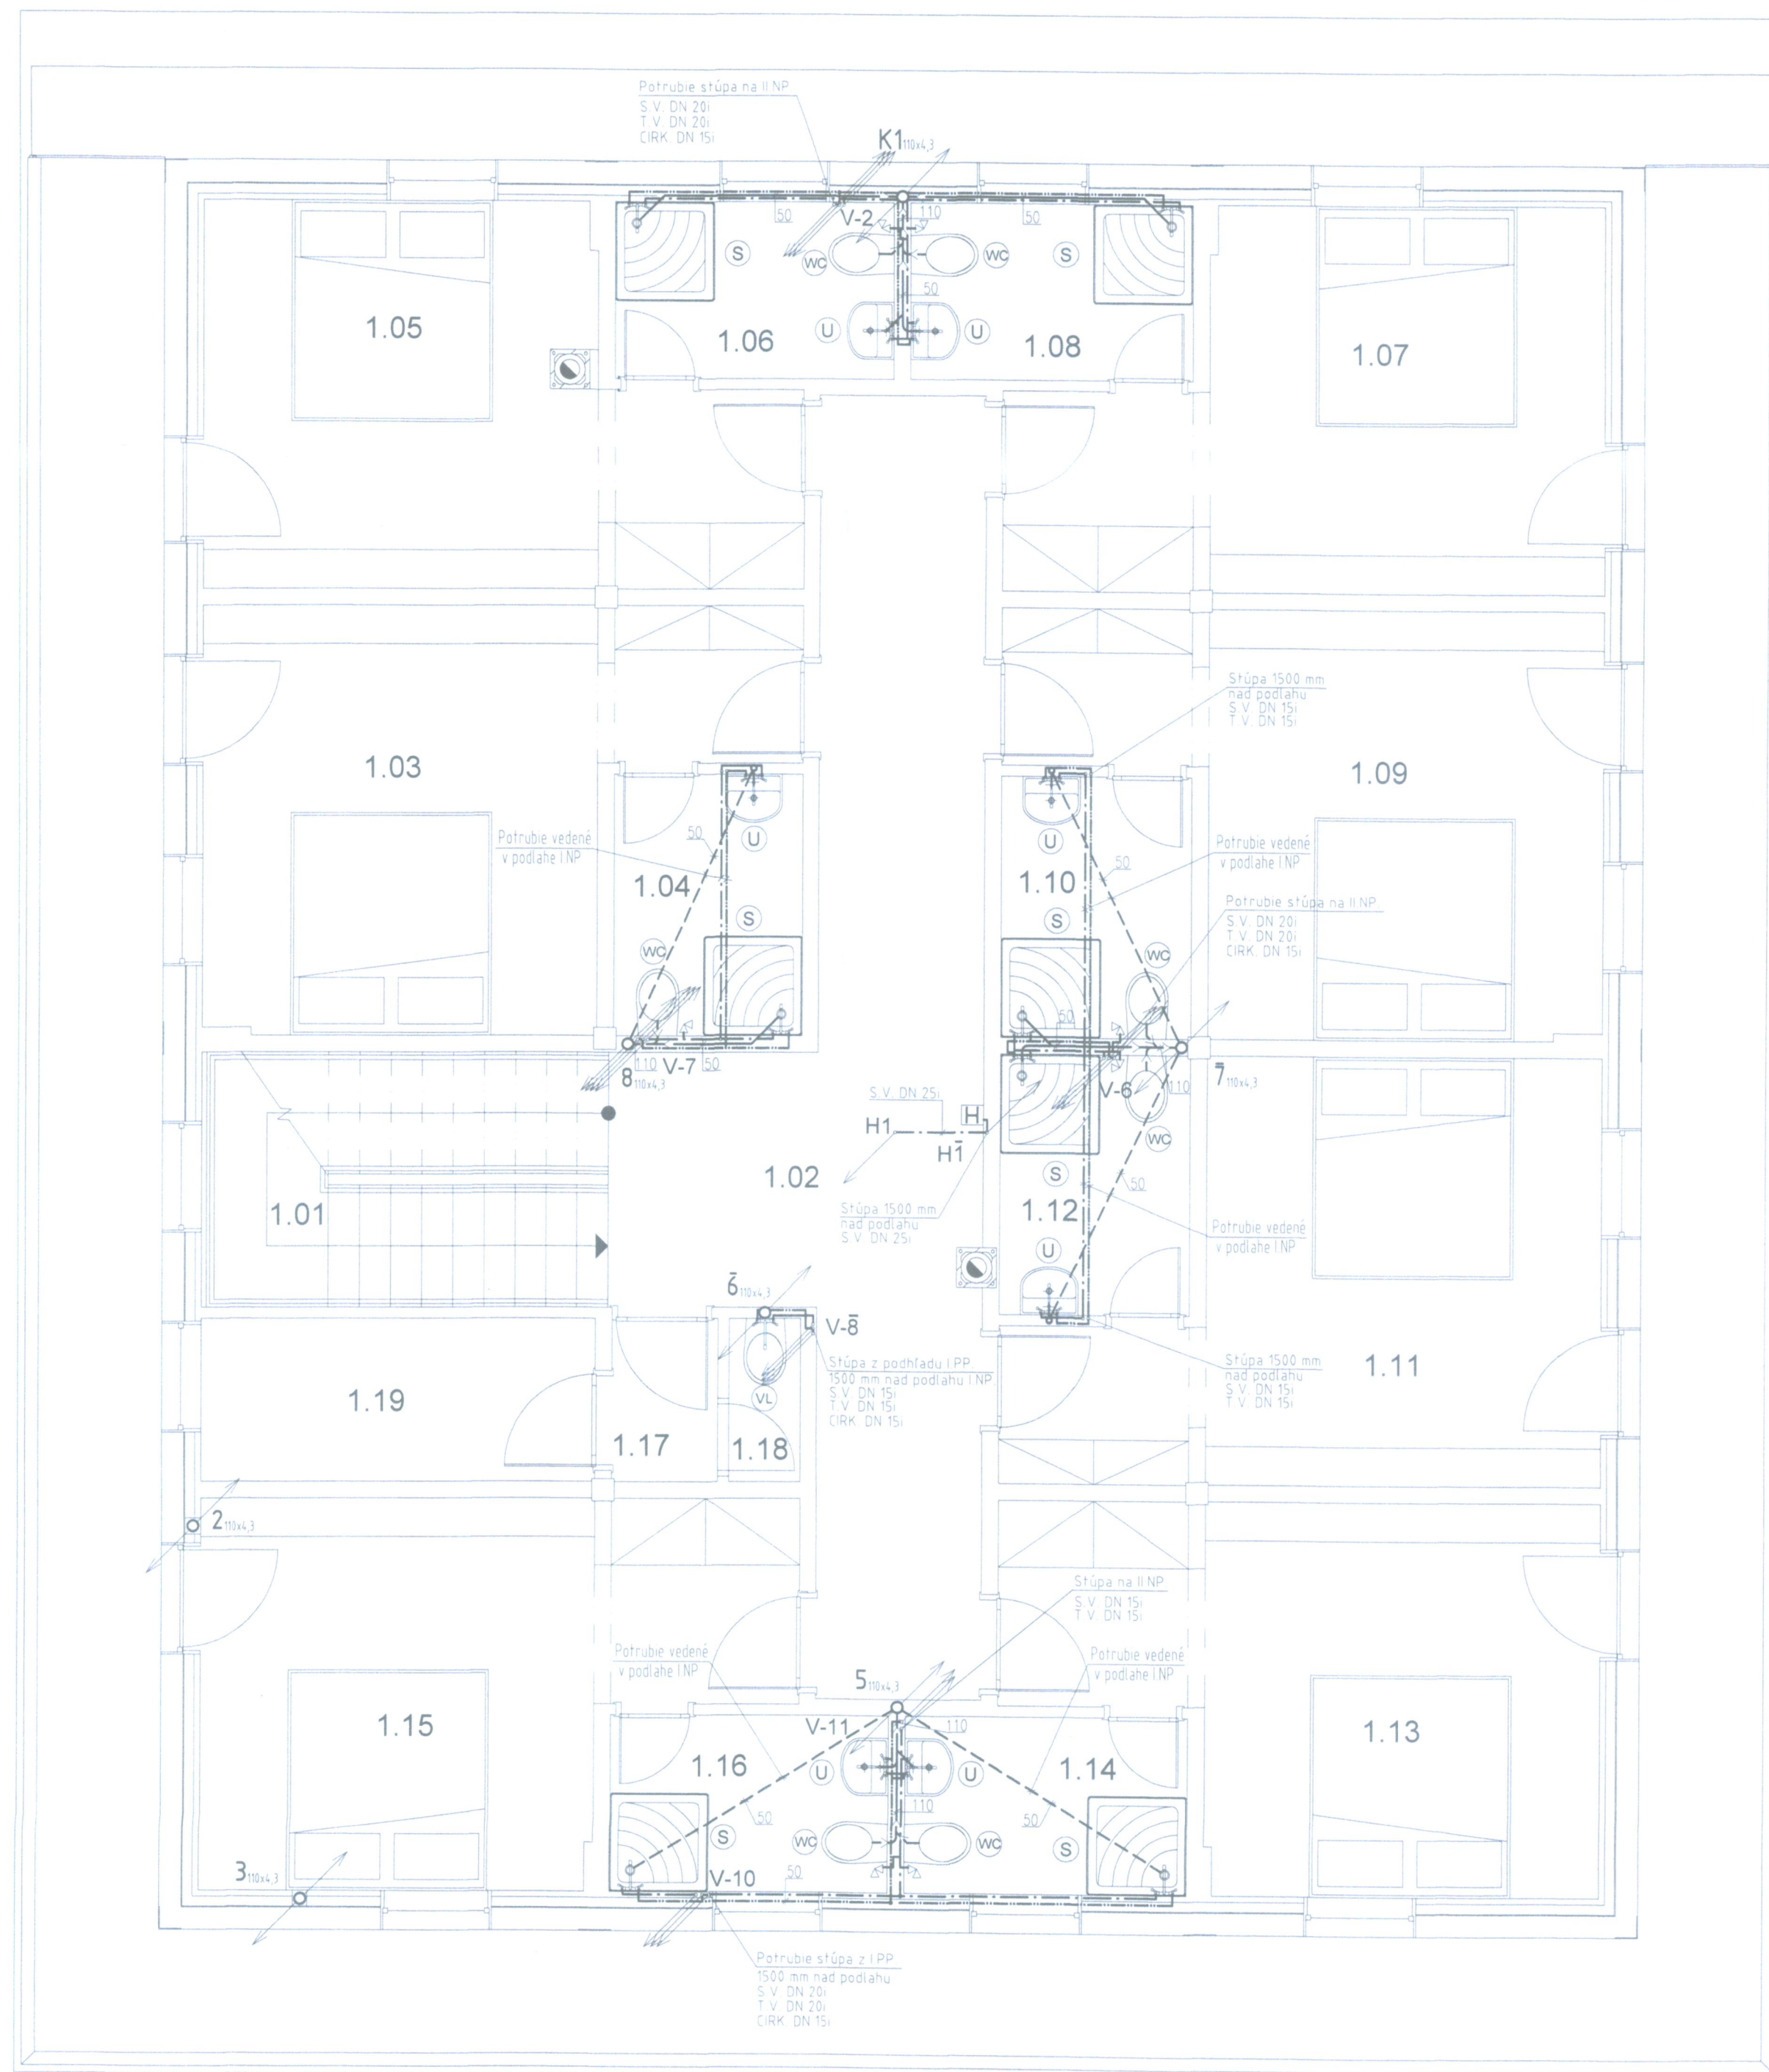 Potrubie stúpa na II.NP
S.V. DN 20i
T.V. DN 20i
CIRK. DN 15i
K1 110x4,3
50
V-2
110
50
S
WC
WC
S
50
U
U
1.05
1.06
1.08
1.07
Stúpa 1500 mm
nad podlahu
S.V. DN 15i
T.V. DN 15i
1.03
1.09
Potrubie vedené
v podlahe I.NP
50
U
U
50
Potrubie vedené
v podlahe I.NP
1.04
1.10
Potrubie stúpa na II.NP
S.V. DN 20i
T.V. DN 20i
CIRK. DN 15i
S
S
WC
WC
50
8 110x4,3
110
V-7
50
V-6
110
7 110x4,3
S.V. DN 25i
H
H1
H1
WC
1.02
S
50
1.01
Stúpa 1500 mm
nad podlahu
S.V. DN 25i
1.12
Potrubie vedené
v podlahe I.NP
U
6 110x4,3
V-8
Stúpa z podhľadu I.PP
1500 mm nad podlahu I.NP
S.V. DN 15i
T.V. DN 15i
CIRK. DN 15i
Stúpa 1500 mm
nad podlahu
S.V. DN 15i
T.V. DN 15i
1.11
1.19
VL
1.17
1.18
2 110x4,3
Stúpa na II.NP
S.V. DN 15i
T.V. DN 15i
Potrubie vedené
v podlahe I.NP
Potrubie vedené
v podlahe I.NP
5 110x4,3
V-11
110
1.15
1.16
U
U
1.14
1.13
110
50
50
S
WC
WC
S
3 110x4,3
V-10
50
Potrubie stúpa z I.PP
1500 mm nad podlahu
S.V. DN 20i
T.V. DN 20i
CIRK. DN 15i